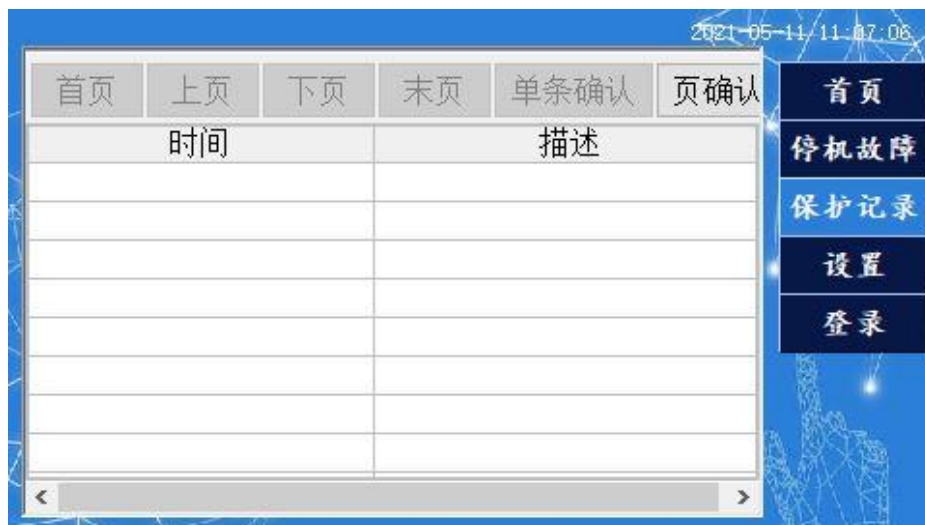 2021-05-11/11:07:06
首页 上页 下页 末页 单条确认 页确认
时间 描述
首页
停机故障
保护记录
设置
登录